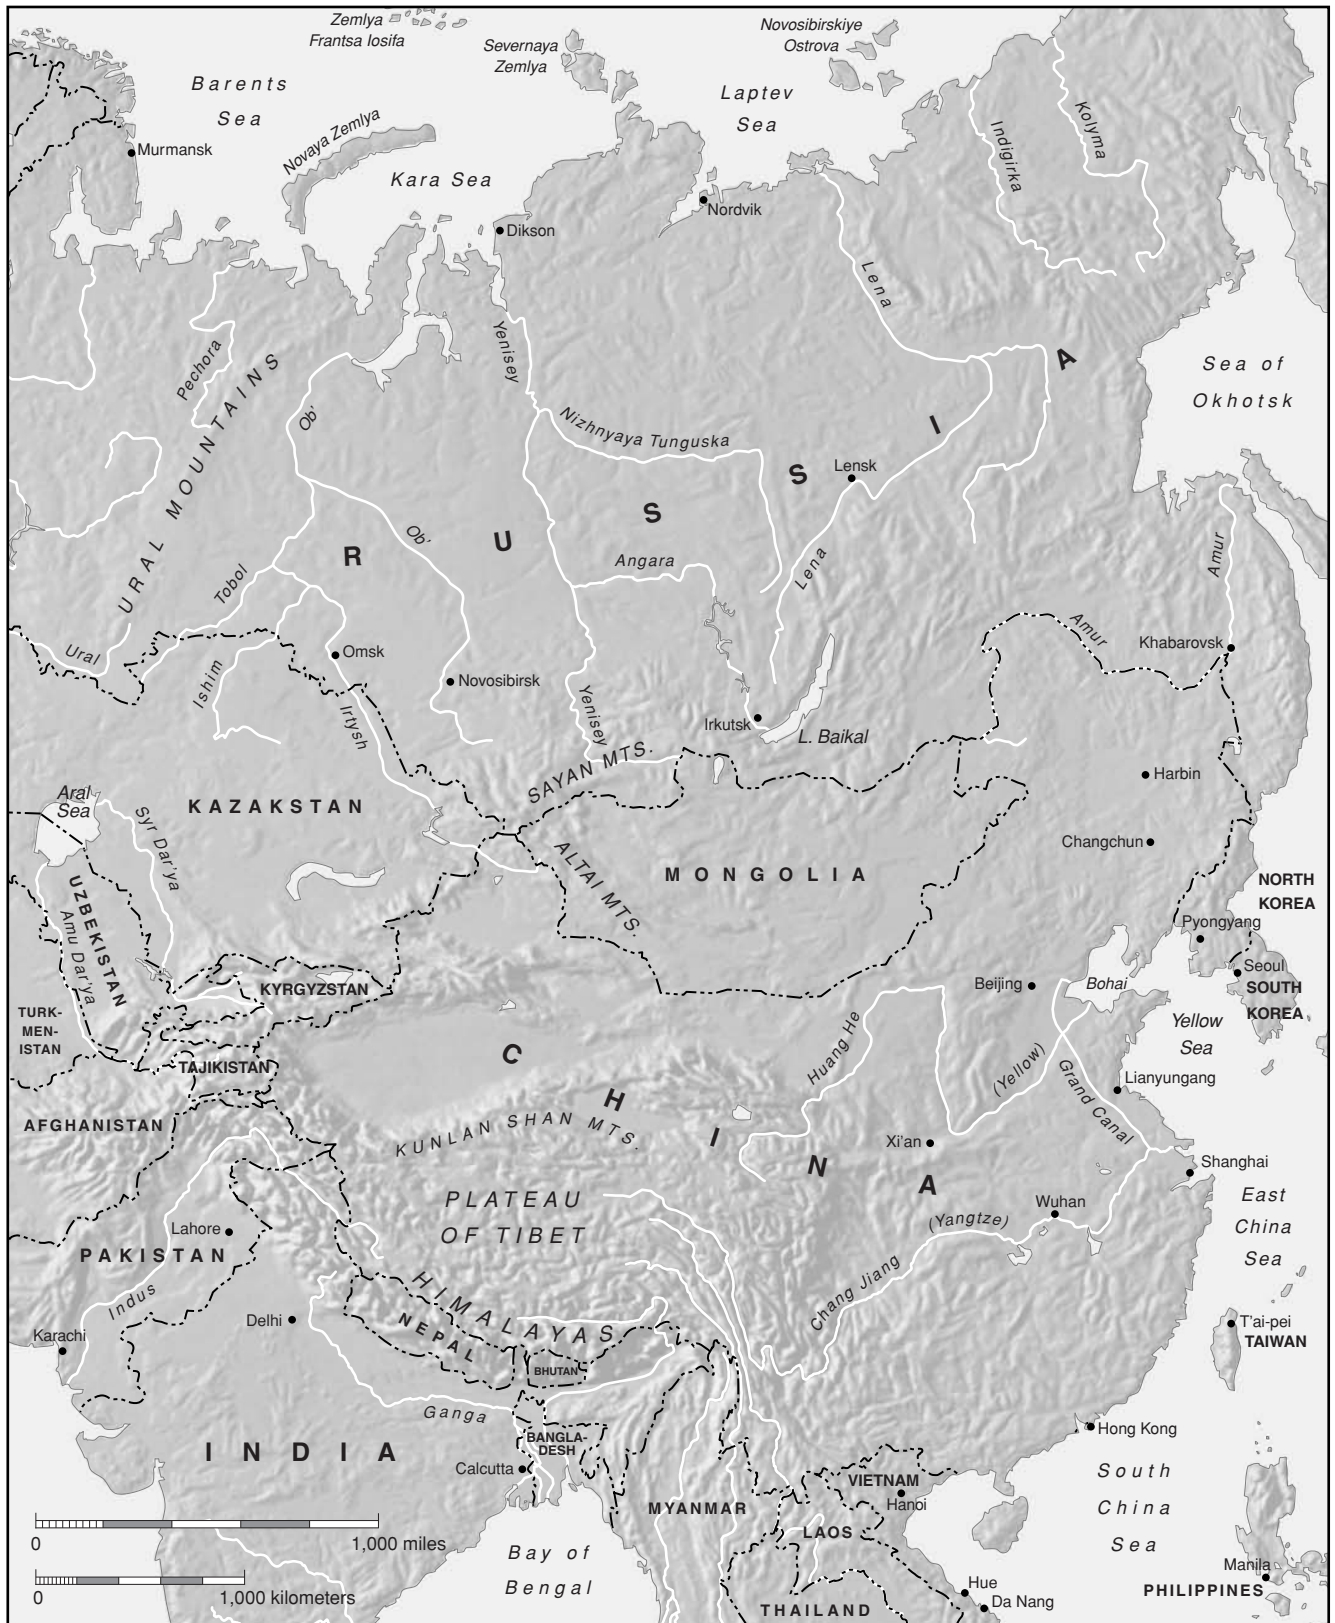 Zemlya
Frantsa Iosifa
Severnaya
Zemlya
Novosibirskiye
Ostrova
Barents
Sea
Laptev
Sea
Murmansk
Novaya Zemlya
Kara Sea
Indigirka
Kolyma
Nordvik
Dikson
Lena
Yenisey
Pechora
URAL MOUNTAINS
Ob'
Nizhnyaya Tunguska
Sea of
Okhotsk
RUSSIA
Lensk
Ob'
Angara
Lena
Amur
Tobol
Ural
Ishim
Omsk
Irtysh
Novosibirsk
Yenisey
Irkutsk
L. Baikal
Amur
Khabarovsk
SAYAN MTS.
Harbin
Aral
Sea
Syr Dar'ya
KAZAKSTAN
Changchun
ALTAI MTS.
MONGOLIA
NORTH
KOREA
UZBEKISTAN
Amu Dar'ya
Pyongyang
Seoul
SOUTH
KOREA
Beijing
Bohai
KYRGYZSTAN
TURK-
MEN-
ISTAN
Yellow
Sea
Huang He
(Yellow)
TAJIKISTAN
CHINA
Grand Canal
Lianyungang
AFGHANISTAN
KUNLAN SHAN MTS.
Xi'an
Shanghai
PLATEAU
OF TIBET
Wuhan
(Yangtze)
East
China
Sea
Lahore
PAKISTAN
Indus
Chang Jiang
HIMALAYAS
Delhi
NEPAL
Karachi
BHUTAN
T'ai-pei
TAIWAN
Ganga
BANGLA-
DESH
INDIA
Calcutta
Hong Kong
VIETNAM
Hanoi
South
China
Sea
MYANMAR
LAOS
0 1,000 miles
0 1,000 kilometers
Bay of
Bengal
Manila
PHILIPPINES
Hue
Da Nang
THAILAND